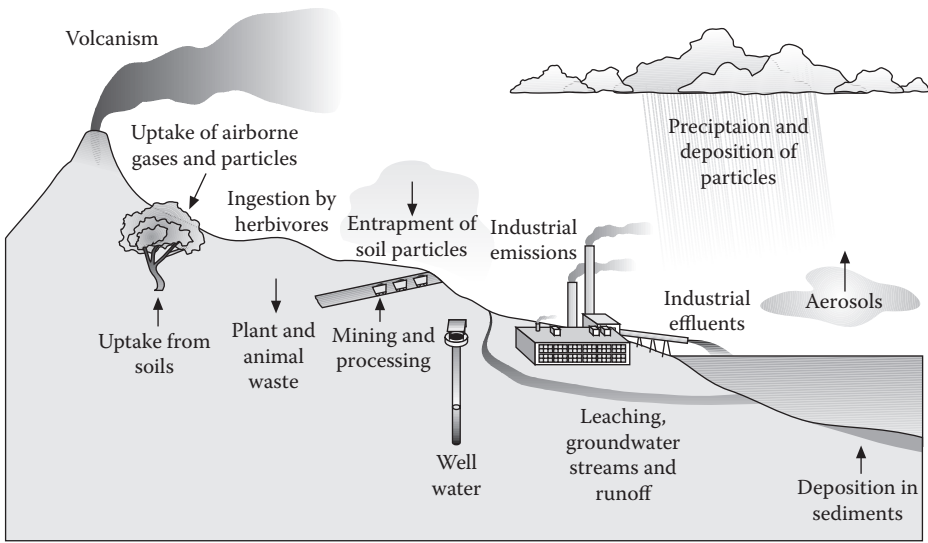 Volcanism
Uptake of airborne
gases and particles
Ingestion by
herbivores
Entrapment of
soil particles
Industrial
emissions
Preciptaion and
deposition of
particles
Aerosols
Industrial
effluents
Uptake from
soils
Plant and
animal
waste
Mining and
processing
Well
water
Leaching,
groundwater
streams and
runoff
Deposition in
sediments